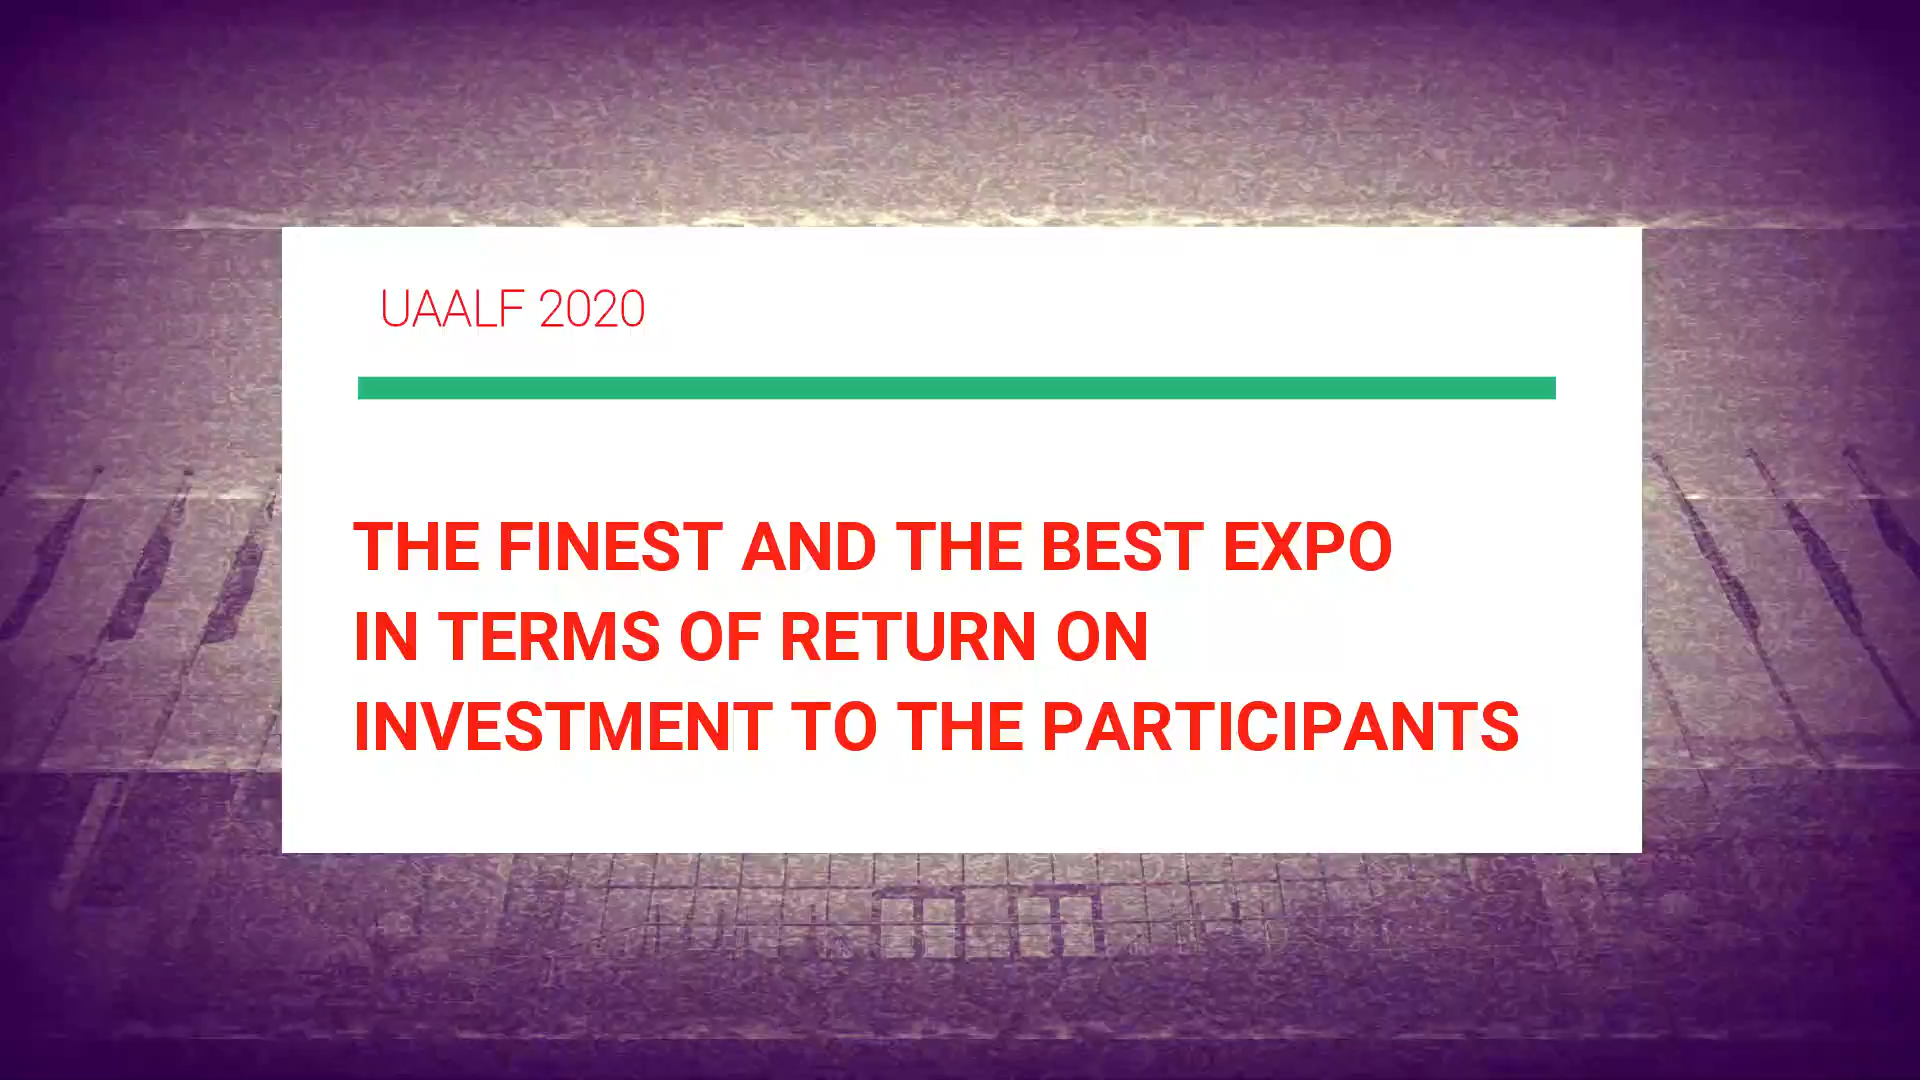 UAALF 2020
THE FINEST AND THE BEST EXPO
IN TERMS OF RETURN ON
INVESTMENT TO THE PARTICIPANTS